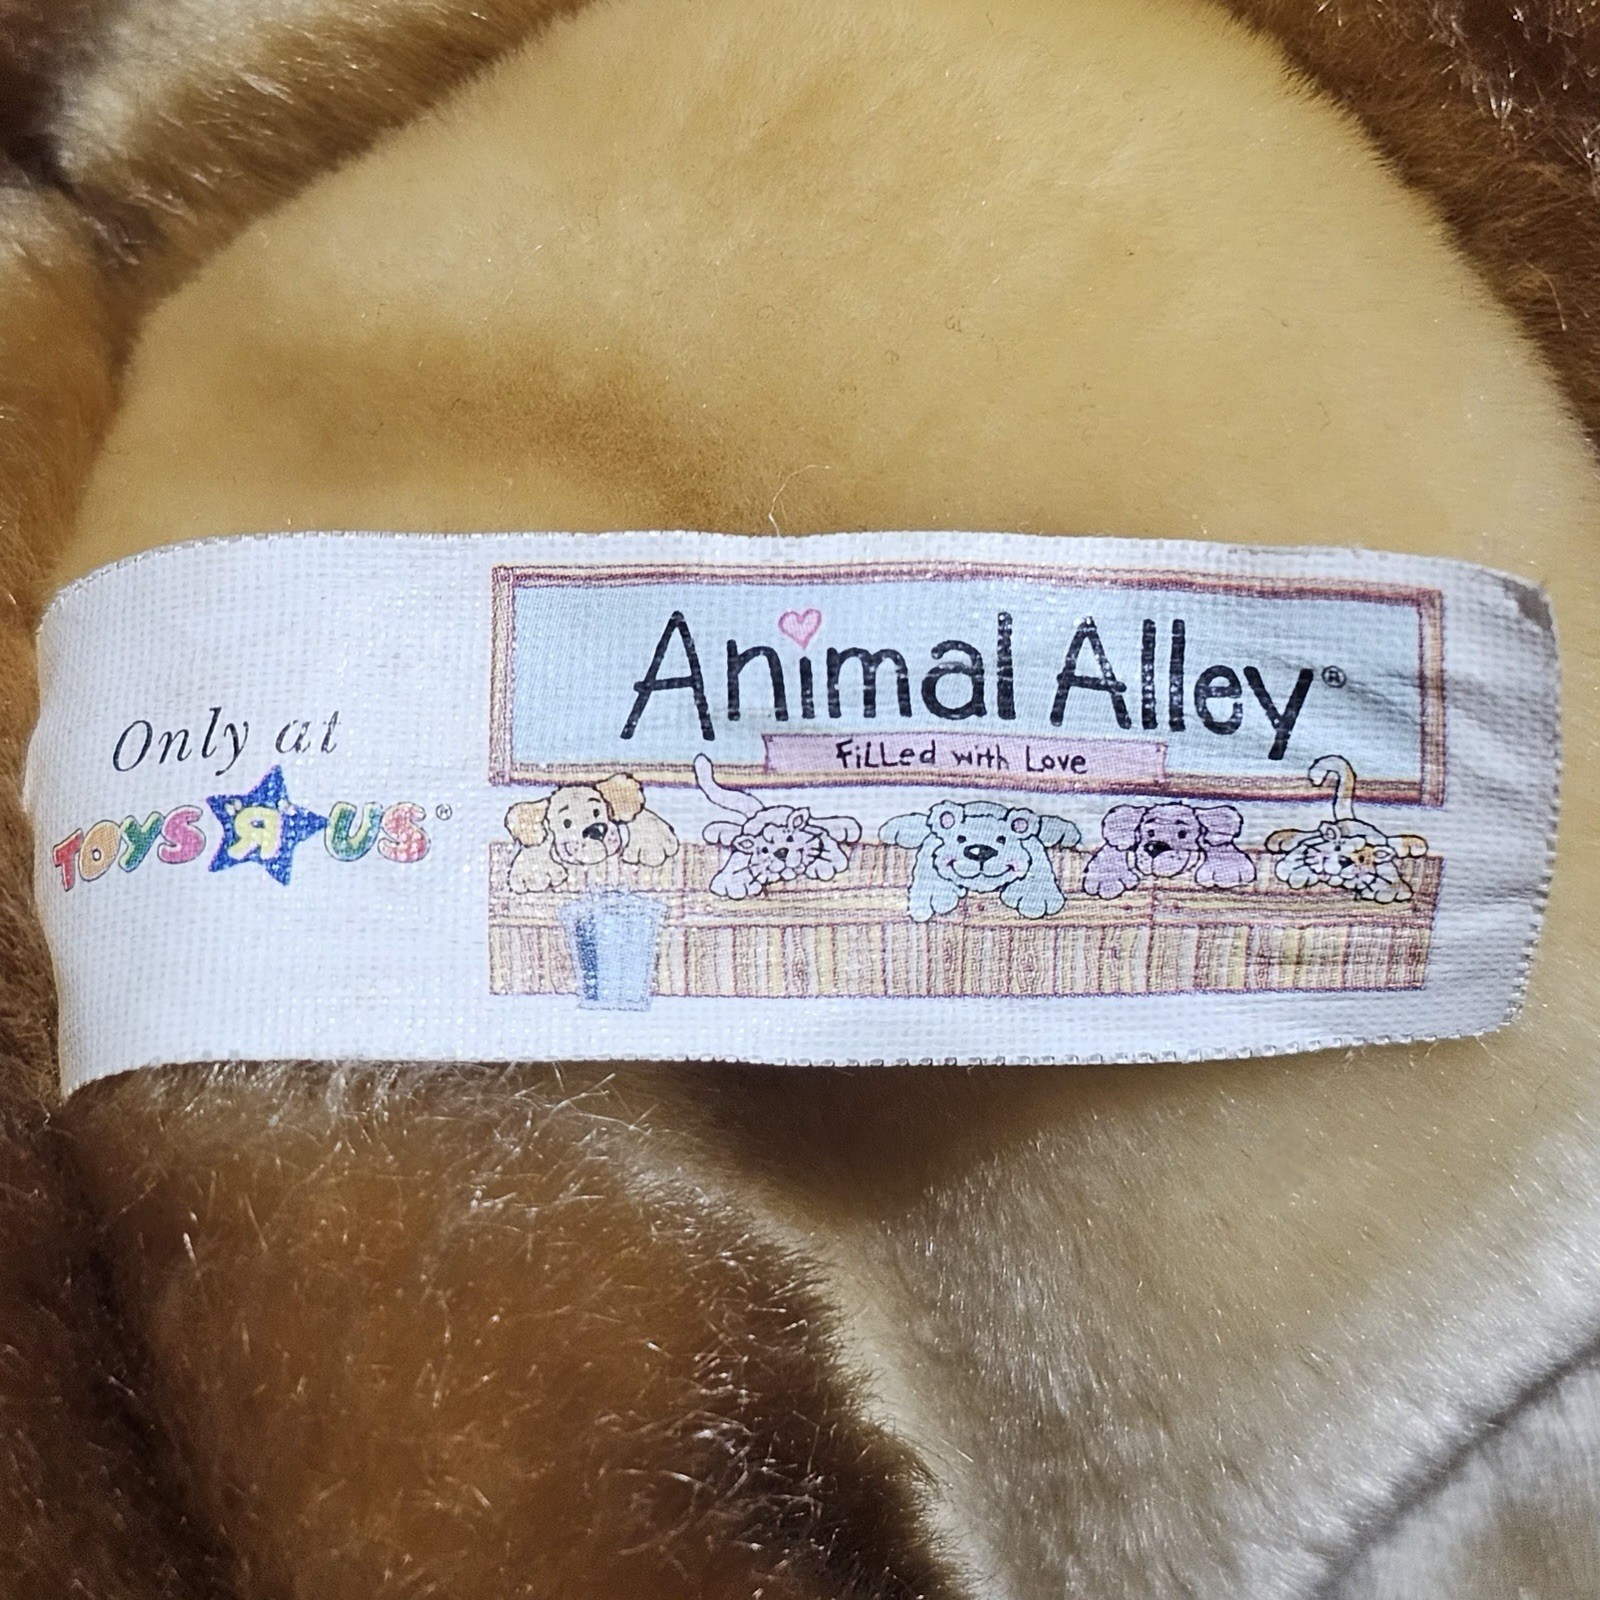 Only at
TOYS "R" US®
Animal Alley®
Filled with Love